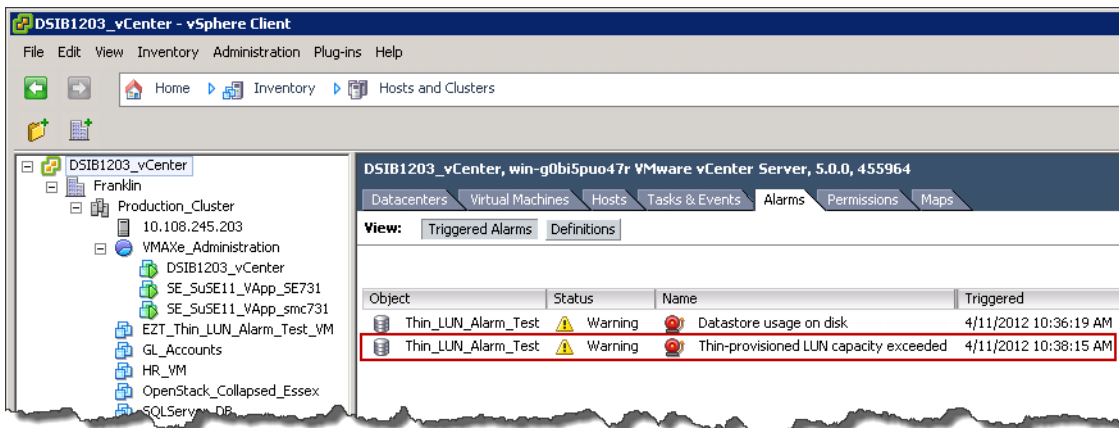 DSIB1203_vCenter - vSphere Client
File Edit View Inventory Administration Plug-ins Help
Home Inventory Hosts and Clusters
DSIB1203_vCenter
Franklin
Production_Cluster
10.108.245.203
VMAXe_Administration
DSIB1203_vCenter
SE_SuSE11_VApp_SE731
SE_SuSE11_VApp_smc731
EZT_Thin_LUN_Alarm_Test_VM
GL_Accounts
HR_VM
OpenStack_Collapsed_Essex
SQLServer_DB
DSIB1203_vCenter, win-g0bi5puo47r VMware vCenter Server, 5.0.0, 455964
Datacenters Virtual Machines Hosts Tasks & Events Alarms Permissions Maps
View: Triggered Alarms Definitions
Object Status Name Triggered
Thin_LUN_Alarm_Test Warning Datastore usage on disk 4/11/2012 10:36:19 AM
Thin_LUN_Alarm_Test Warning Thin-provisioned LUN capacity exceeded 4/11/2012 10:38:15 AM